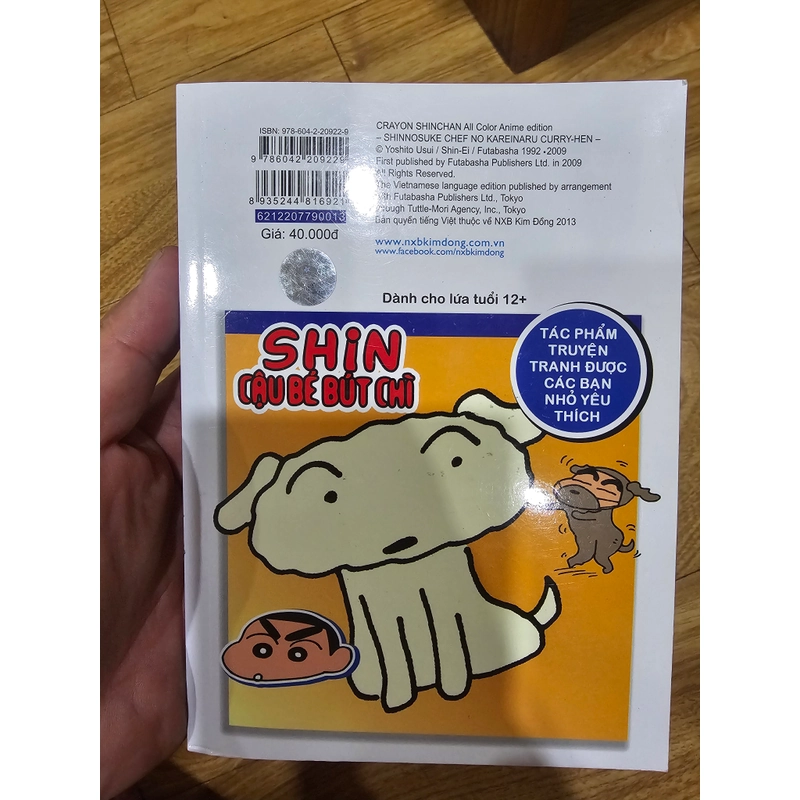 ISBN: 978-604-2-20922-9
9 786042 209229
8 935244 816921
6212207790013
Giá: 40.000đ
CRAYON SHINCHAN All Color Anime edition
– SHINNOSUKE CHEF NO KAREINARU CURRY-HEN –
© Yoshito Usui / Shin-Ei / Futabasha 1992 • 2009
First published by Futabasha Publishers Ltd. in 2009
All Rights Reserved.
The Vietnamese language edition published by arrangement
with Futabasha Publishers Ltd., Tokyo
through Tuttle-Mori Agency, Inc., Tokyo
Bản quyền tiếng Việt thuộc về NXB Kim Đồng 2013
www.nxbkimdong.com.vn
www.facebook.com/nxbkimdong
Dành cho lứa tuổi 12+
SHiN
CẬU BÉ BÚT CHÌ
TÁC PHẨM
TRUYỆN
TRANH ĐƯỢC
CÁC BẠN
NHỎ YÊU
THÍCH